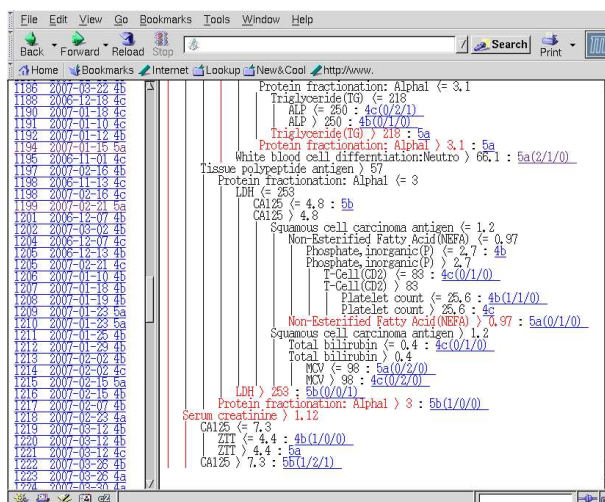 File Edit View Go Bookmarks Tools Window Help
Back Forward Reload Stop Search Print
Home Bookmarks Internet Lookup New&Cool http://www.
1186 2007-03-22 4b
1188 2006-12-18 4c
1190 2007-01-18 4c
1191 2007-01-10 4c
1192 2007-01-12 4b
1194 2007-01-15 5a
1195 2006-11-01 4c
1197 2007-02-16 4b
1198 2006-11-13 4c
1198 2007-02-16 4c
1199 2007-02-21 5a
1201 2006-12-07 4b
1202 2007-03-02 4b
1204 2006-12-07 4c
1205 2006-12-13 4b
1205 2007-02-21 4c
1206 2007-01-10 4b
1207 2007-01-18 4b
1208 2007-01-19 4b
1209 2007-01-23 5a
1210 2007-01-23 5a
1211 2007-01-25 4b
1212 2007-01-29 4b
1213 2007-02-02 4b
1214 2007-02-02 4c
1215 2007-02-15 5a
1216 2007-02-15 4b
1217 2007-02-07 4b
1218 2007-02-23 4a
1219 2007-03-12 4b
1220 2007-03-12 4b
1221 2007-03-12 4c
1222 2007-03-26 4b
1223 2007-03-26 4a
1224 2007-03-30 4a
Protein fractionation: Alpha1 <= 3.1
Triglyceride(TG) <= 218
ALP <= 250 : 4c(0/2/1)
ALP > 250 : 4b(0/1/0)
Triglyceride(TG) > 218 : 5a
Protein fractionation: Alpha1 > 3.1 : 5a
White blood cell differntiation:Neutro > 66.1 : 5a(2/1/0)
Tissue polypeptide antigen > 57
Protein fractionation: Alpha1 <= 3
LDH <= 253
CA125 <= 4.8 : 5b
CA125 > 4.8
Squamous cell carcinoma antigen <= 1.2
Non-Esterified Fatty Acid(NEFA) <= 0.97
Phosphate,inorganic(P) <= 2.7 : 4b
Phosphate,inorganic(P) > 2.7
T-Cell(CD2) <= 83 : 4c(0/1/0)
T-Cell(CD2) > 83
Platelet count <= 25.6 : 4b(1/1/0)
Platelet count > 25.6 : 4c
Non-Esterified Fatty Acid(NEFA) > 0.97 : 5a(0/1/0)
Squamous cell carcinoma antigen > 1.2
Total bilirubin <= 0.4 : 4c(0/1/0)
Total bilirubin > 0.4
MCV <= 98 : 5a(0/2/0)
MCV > 98 : 4c(0/2/0)
LDH > 253 : 5b(0/0/1)
Protein fractionation: Alpha1 > 3 : 5b(1/0/0)
Serum creatinine > 1.12
CA125 <= 7.3
ZTT <= 4.4 : 4b(1/0/0)
ZTT > 4.4 : 5a
CA125 > 7.3 : 5b(1/2/1)